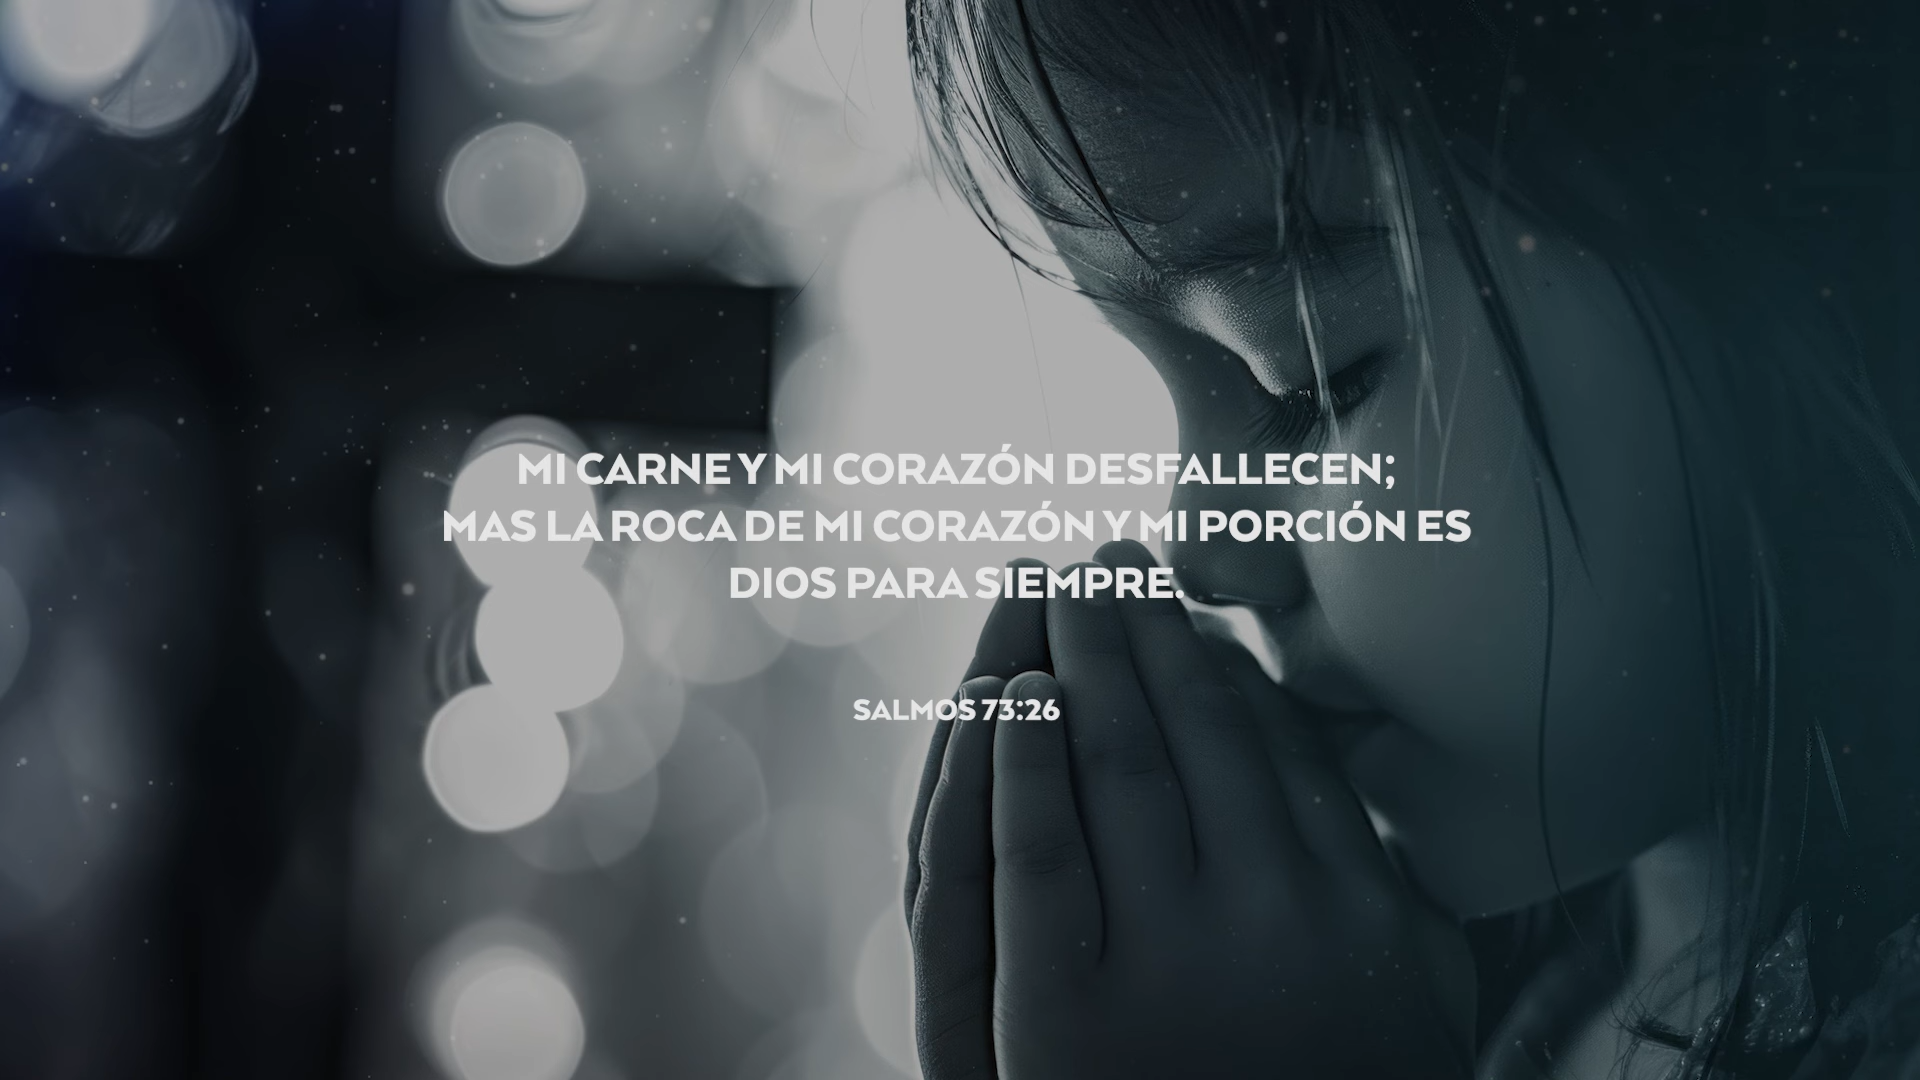 MI CARNE Y MI CORAZÓN DESFALLECEN;
MAS LA ROCA DE MI CORAZÓN Y MI PORCIÓN ES
DIOS PARA SIEMPRE.
SALMOS 73:26